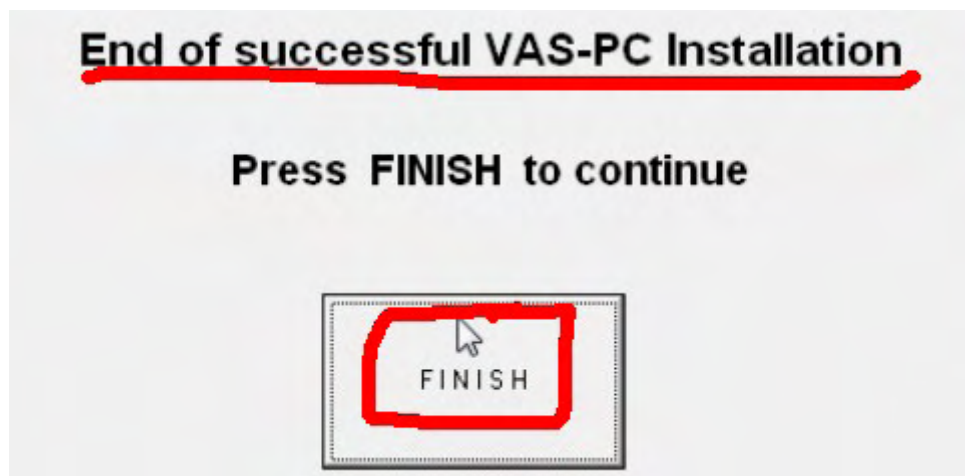 End of successful VAS-PC Installation
Press FINISH to continue
FINISH